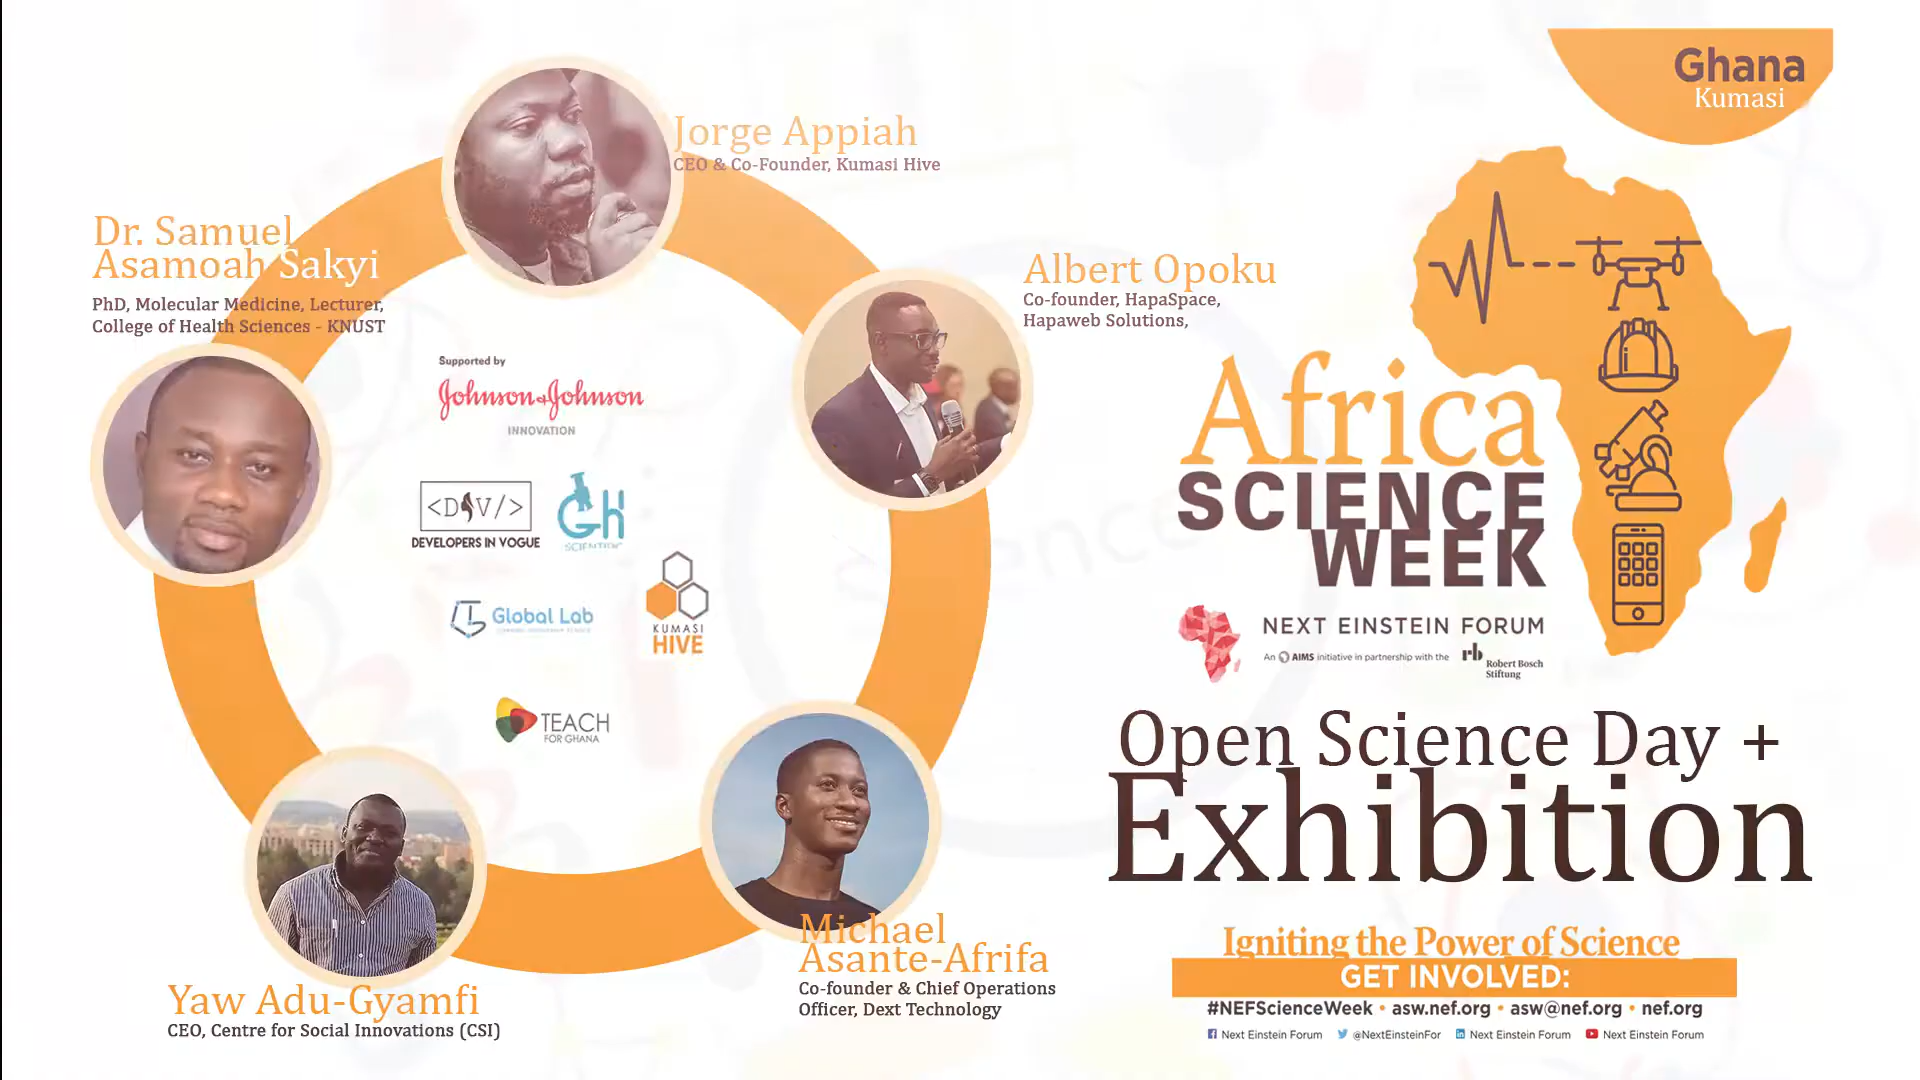 Ghana
Kumasi
Jorge Appiah
CEO & Co-Founder, Kumasi Hive
Dr. Samuel
Asamoah Sakyi
PhD, Molecular Medicine, Lecturer,
College of Health Sciences - KNUST
Albert Opoku
Co-founder, HapaSpace,
Hapaweb Solutions,
Supported by
Johnson & Johnson
INNOVATION
<D V/>
DEVELOPERS IN VOGUE
GH
SCIENTIFIC
Global Lab
KUMASI
HIVE
TEACH
FOR GHANA
Michael
Asante-Afrifa
Co-founder & Chief Operations
Officer, Dext Technology
Yaw Adu-Gyamfi
CEO, Centre for Social Innovations (CSI)
Africa
SCIENCE
WEEK
NEXT EINSTEIN FORUM
An AIMS initiative in partnership with the
rb
Robert Bosch
Stiftung
Open Science Day +
Exhibition
Igniting the Power of Science
GET INVOLVED:
#NEFScienceWeek • asw.nef.org • asw@nef.org • nef.org
Next Einstein Forum @NextEinsteinFor Next Einstein Forum Next Einstein Forum